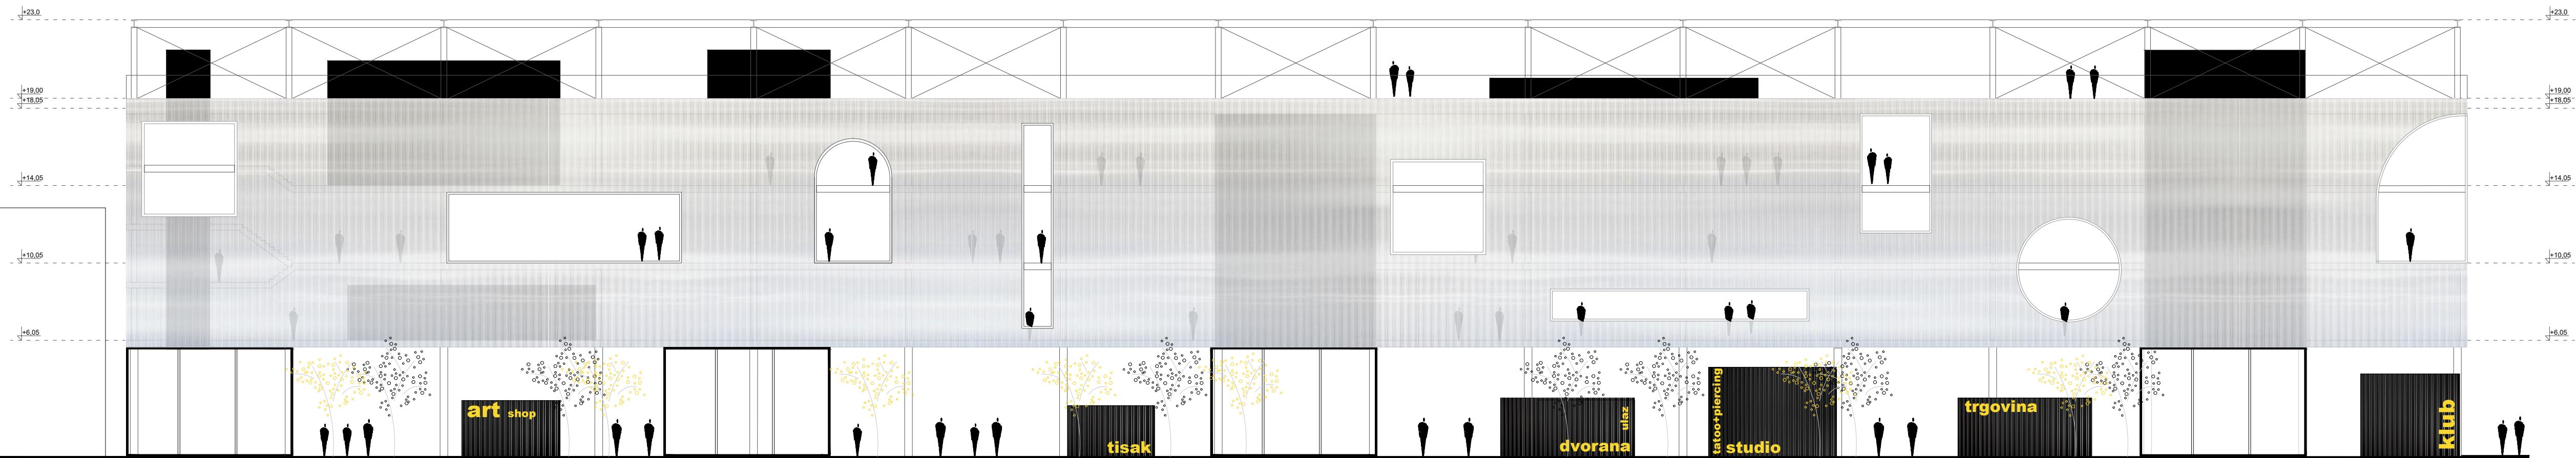 +23,0
+23,0
+19,00
+18,05
+19,00
+18,05
+14,05
+14,05
+10,05
+10,05
+6,05
+6,05
art shop
tisak
dvorana
ulaz
tatoo+piercing
studio
trgovina
klub